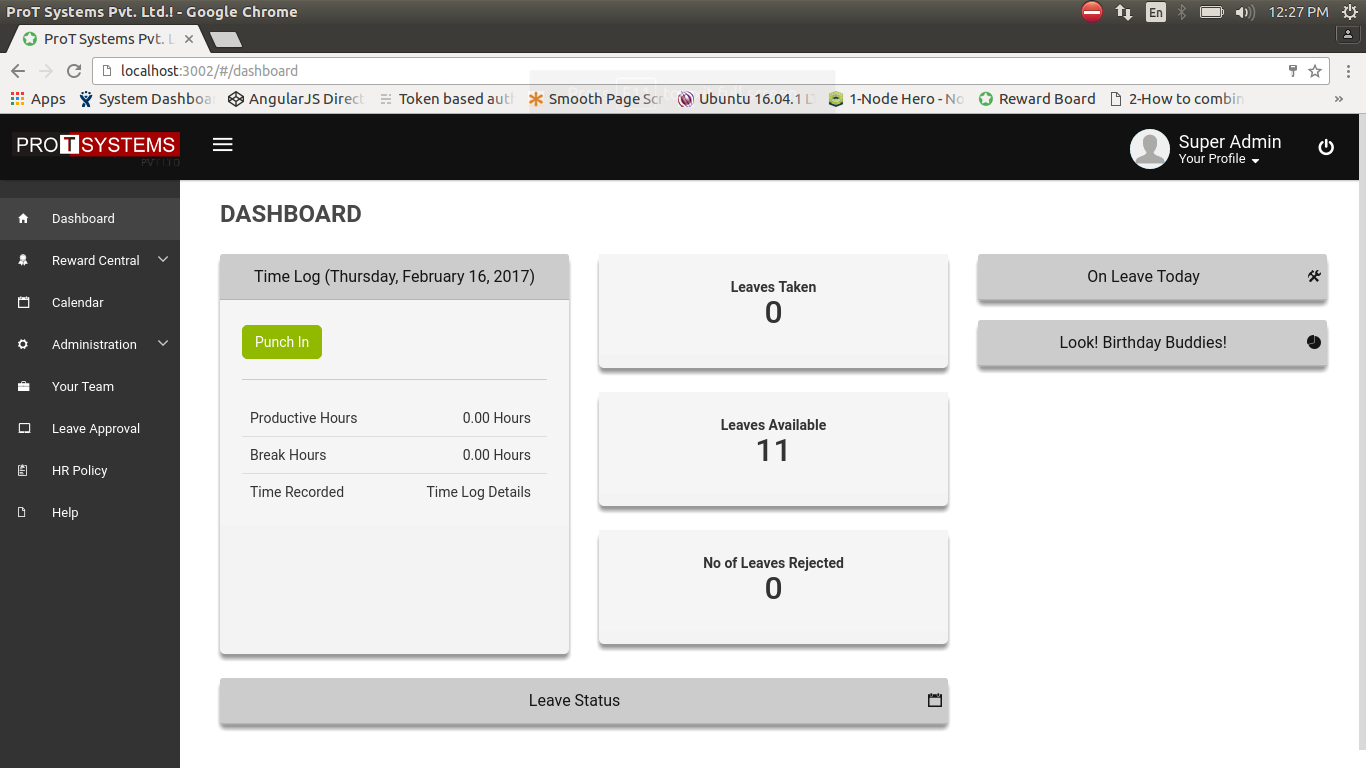 ProT Systems Pvt. Ltd.! - Google Chrome
En
12:27 PM
ProT Systems Pvt. L
localhost:3002/#/dashboard
Apps
System Dashboa
AngularJS Direct
Token based aut
Smooth Page Scr
Ubuntu 16.04.1 LT
1-Node Hero - No
Reward Board
2-How to combin
»
PROTSYSTEMS
Super Admin
Your Profile
Dashboard
Reward Central
Calendar
Administration
Your Team
Leave Approval
HR Policy
Help
DASHBOARD
Time Log (Thursday, February 16, 2017)
Punch In
Productive Hours 0.00 Hours
Break Hours 0.00 Hours
Time Recorded Time Log Details
Leaves Taken
0
Leaves Available
11
No of Leaves Rejected
0
On Leave Today
Look! Birthday Buddies!
Leave Status